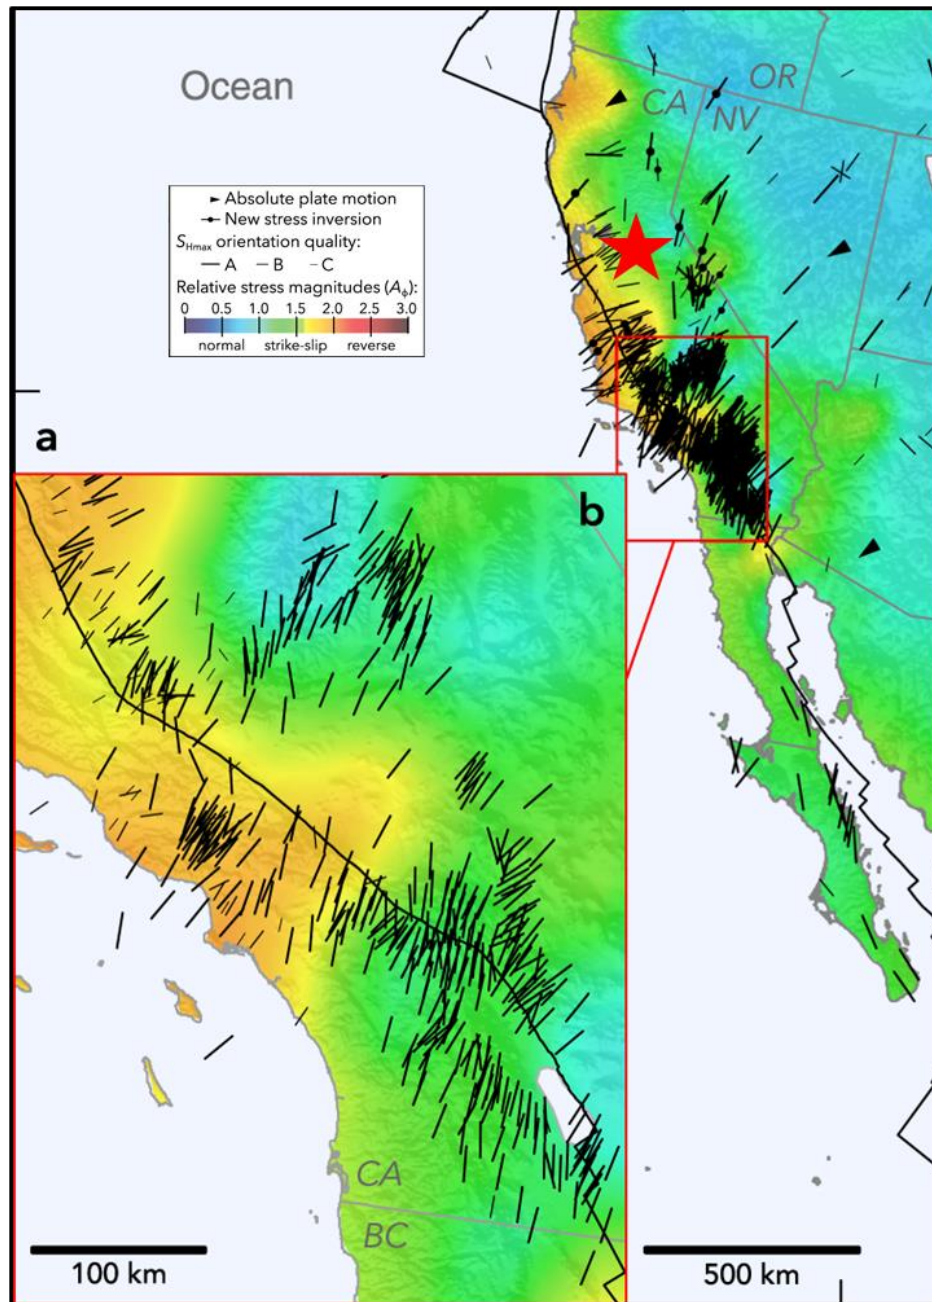 Ocean
OR
CA
NV
Absolute plate motion
New stress inversion
SHmax orientation quality:
A B C
Relative stress magnitudes (Aϕ):
0 0.5 1.0 1.5 2.0 2.5 3.0
normal strike-slip reverse
a
b
CA
BC
100 km
500 km